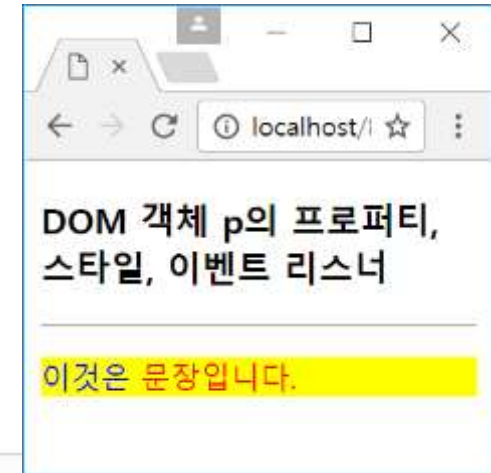 localhost/
DOM 객체 p의 프로퍼티,
스타일, 이벤트 리스너
이것은 문장입니다.